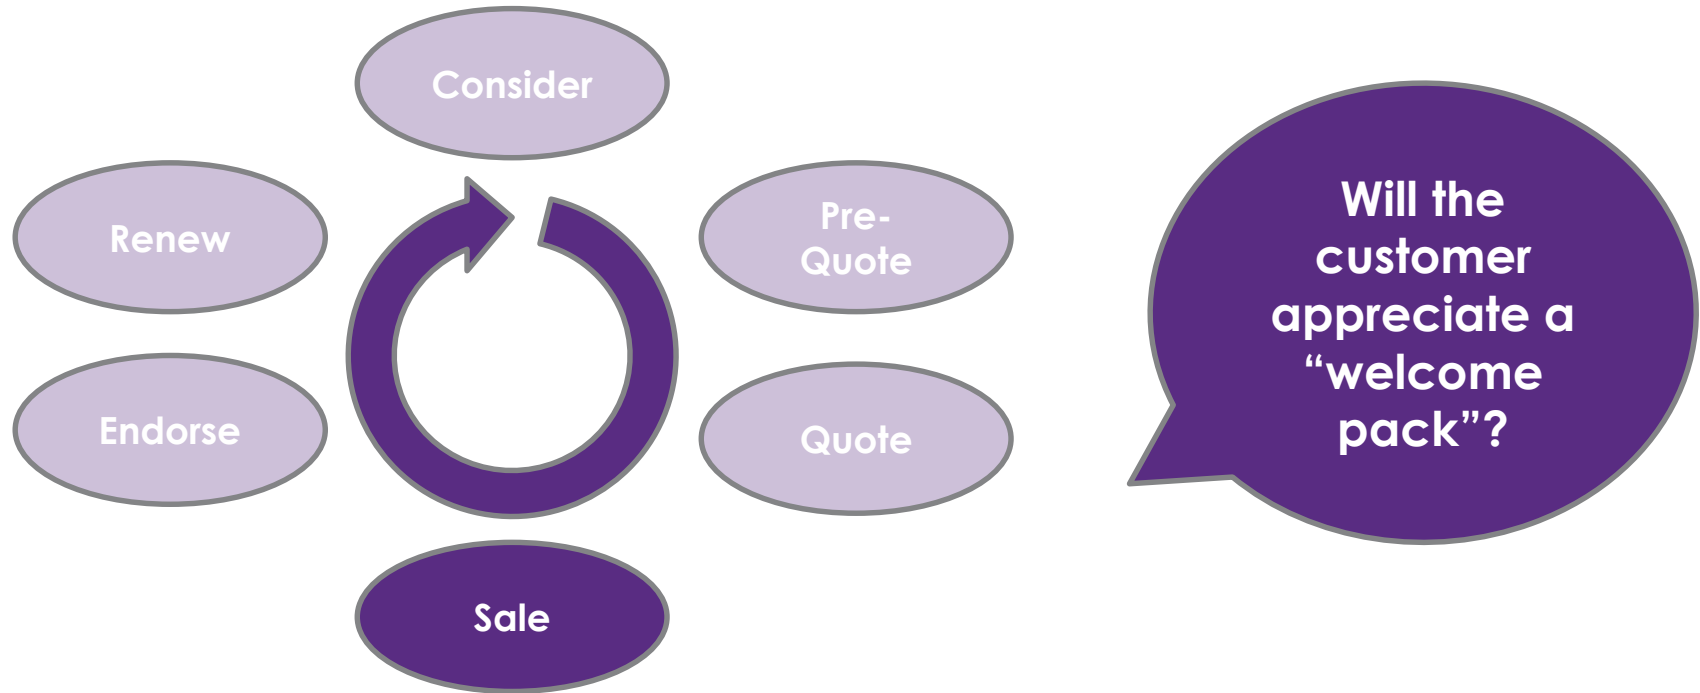 Consider
Pre-
Quote
Quote
Sale
Endorse
Renew
Will the
customer
appreciate a
“welcome
pack”?